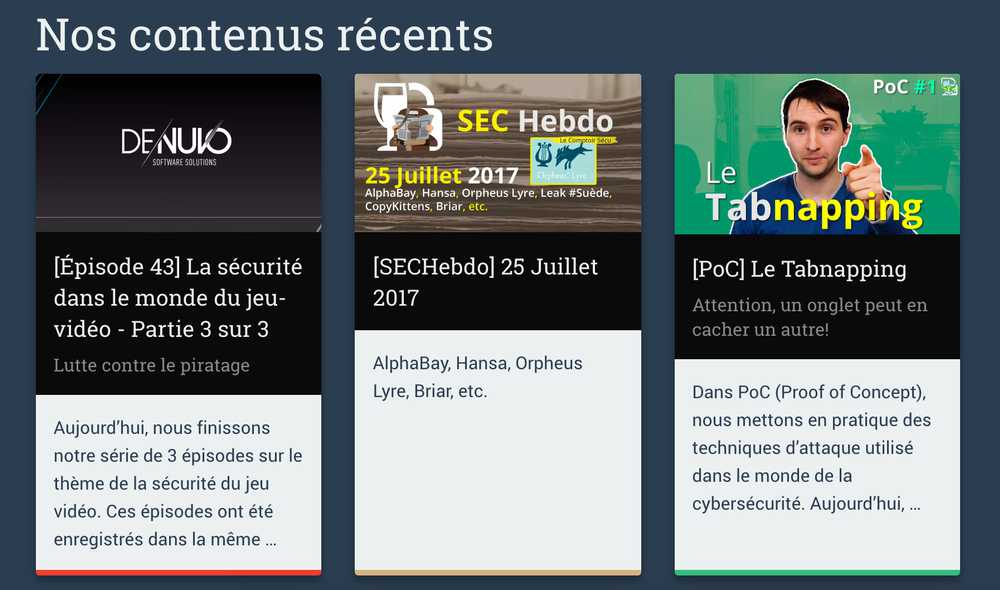 Nos contenus récents
DENUVO
SOFTWARE SOLUTIONS
[Épisode 43] La sécurité
dans le monde du jeu-
vidéo - Partie 3 sur 3
Lutte contre le piratage
Aujourd’hui, nous finissons
notre série de 3 épisodes sur le
thème de la sécurité du jeu
vidéo. Ces épisodes ont été
enregistrés dans la même ...
SEC Hebdo
Le Comptoir Sécu
Orpheus' Lyre
25 Juillet 2017
AlphaBay, Hansa, Orpheus Lyre, Leak #Suède,
CopyKittens, Briar, etc.
[SECHebdo] 25 Juillet
2017
AlphaBay, Hansa, Orpheus
Lyre, Briar, etc.
PoC #1
Le
Tabnapping
[PoC] Le Tabnapping
Attention, un onglet peut en
cacher un autre!
Dans PoC (Proof of Concept),
nous mettons en pratique des
techniques d’attaque utilisé
dans le monde de la
cybersécurité. Aujourd’hui, ...